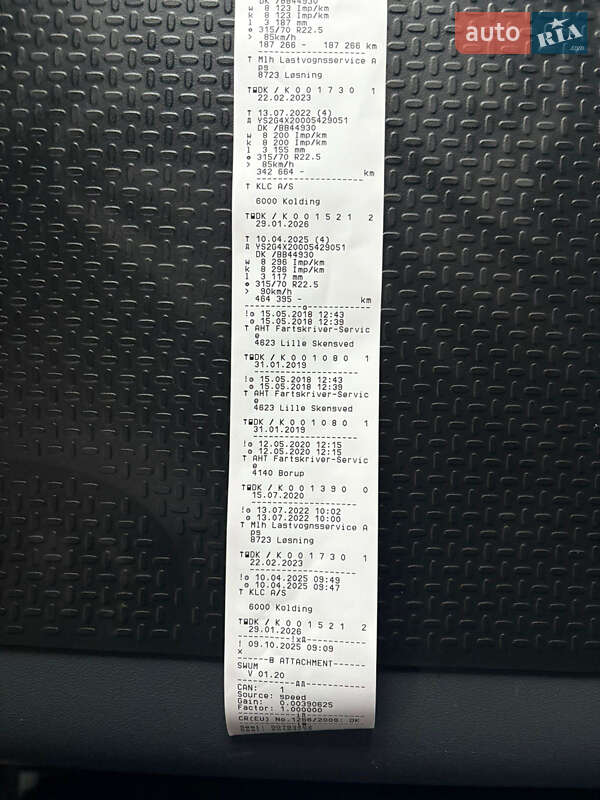 auto RIA .com
DK /BB44930
w 8 123 Imp/km
k 8 123 Imp/km
l 3 187 mm
315/70 R22.5
> 85km/h
187 266 - 187 266 km
T Mlh Lastvognsservice A
ps
8723 Løsning
T DK / K 0 0 1 7 3 0 1
22.02.2023
T 13.07.2022 (4)
A YS2G4X20005429051
DK /BB44930
w 8 200 Imp/km
k 8 200 Imp/km
l 3 155 mm
315/70 R22.5
> 85km/h
342 664 - km
T KLC A/S
6000 Kolding
T DK / K 0 0 1 5 2 1 2
29.01.2026
T 10.04.2025 (4)
A YS2G4X20005429051
DK /BB44930
w 8 296 Imp/km
k 8 296 Imp/km
l 3 117 mm
315/70 R22.5
> 90km/h
464 395 - km
!o 15.05.2018 12:43
o 15.05.2018 12:39
T AHT Fartskriver-Servic
e
4623 Lille Skensved
T DK / K 0 0 1 0 8 0 1
31.01.2019
!o 15.05.2018 12:43
o 15.05.2018 12:39
T AHT Fartskriver-Servic
e
4623 Lille Skensved
T DK / K 0 0 1 0 8 0 1
31.01.2019
!o 12.05.2020 12:15
o 12.05.2020 12:15
T AHT Fartskriver-Servic
e
4140 Borup
T DK / K 0 0 1 3 9 0 0
15.07.2020
!o 13.07.2022 10:02
o 13.07.2022 10:00
T Mlh Lastvognsservice A
ps
8723 Løsning
T DK / K 0 0 1 7 3 0 1
22.02.2023
!o 10.04.2025 09:49
o 10.04.2025 09:47
T KLC A/S
6000 Kolding
T DK / K 0 0 1 5 2 1 2
29.01.2026
----------!xA----------
! 09.10.2025 09:09
x
------B ATTACHMENT------
SWUM
V 01.20
CAN: 1
Source: speed
Gain: 0.00390625
Factor: 1.000000